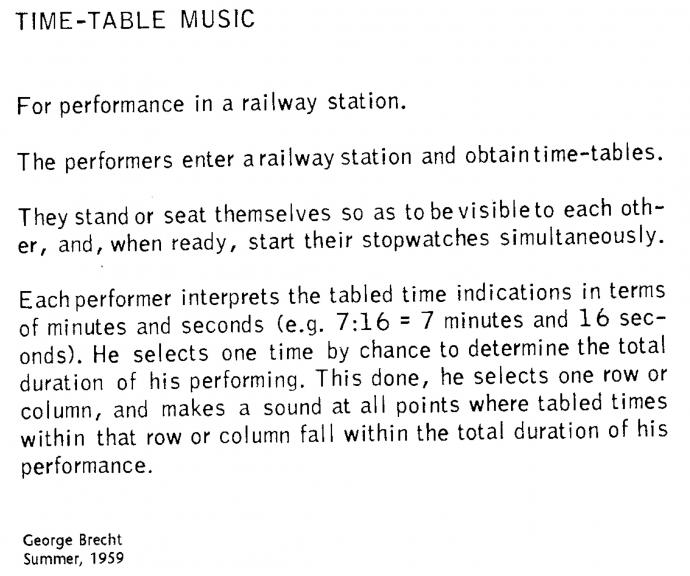 TIME-TABLE MUSIC
For performance in a railway station.
The performers enter a railway station and obtain time-tables.
They stand or seat themselves so as to be visible to each oth-
er, and, when ready, start their stopwatches simultaneously.
Each performer interprets the tabled time indications in terms
of minutes and seconds (e.g. 7:16 = 7 minutes and 16 sec-
onds). He selects one time by chance to determine the total
duration of his performing. This done, he selects one row or
column, and makes a sound at all points where tabled times
within that row or column fall within the total duration of his
performance.
George Brecht
Summer, 1959